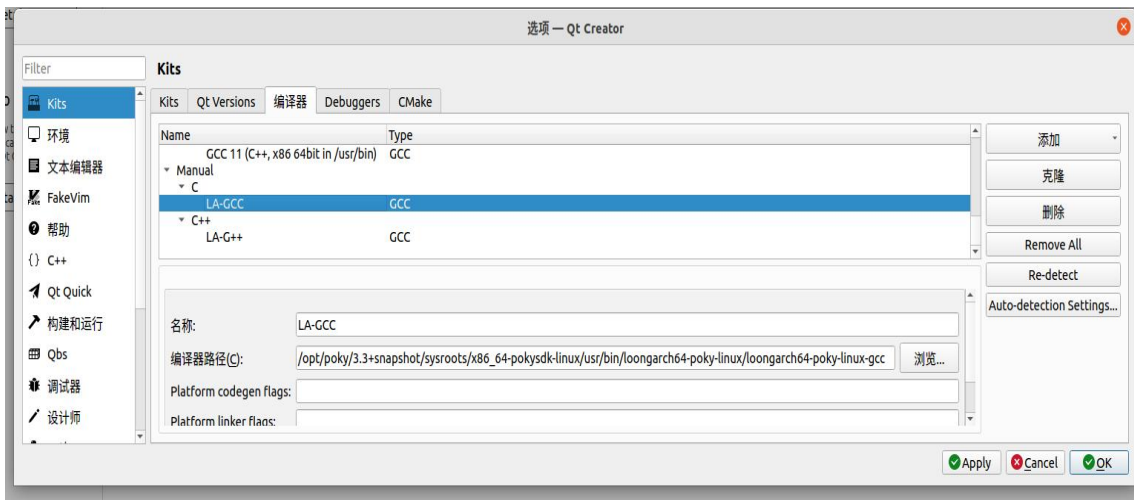 选项 — Qt Creator
Filter
Kits
环境
文本编辑器
FakeVim
帮助
{} C++
Qt Quick
构建和运行
Qbs
调试器
设计师
Kits
Kits Qt Versions 编译器 Debuggers CMake
Name Type
GCC 11 (C++, x86 64bit in /usr/bin) GCC
Manual
C
LA-GCC GCC
C++
LA-G++ GCC
添加
克隆
删除
Remove All
Re-detect
Auto-detection Settings...
名称: LA-GCC
编译器路径(C): /opt/poky/3.3+snapshot/sysroots/x86_64-pokysdk-linux/usr/bin/loongarch64-poky-linux/loongarch64-poky-linux-gcc 浏览...
Platform codegen flags:
Platform linker flags:
Apply Cancel OK